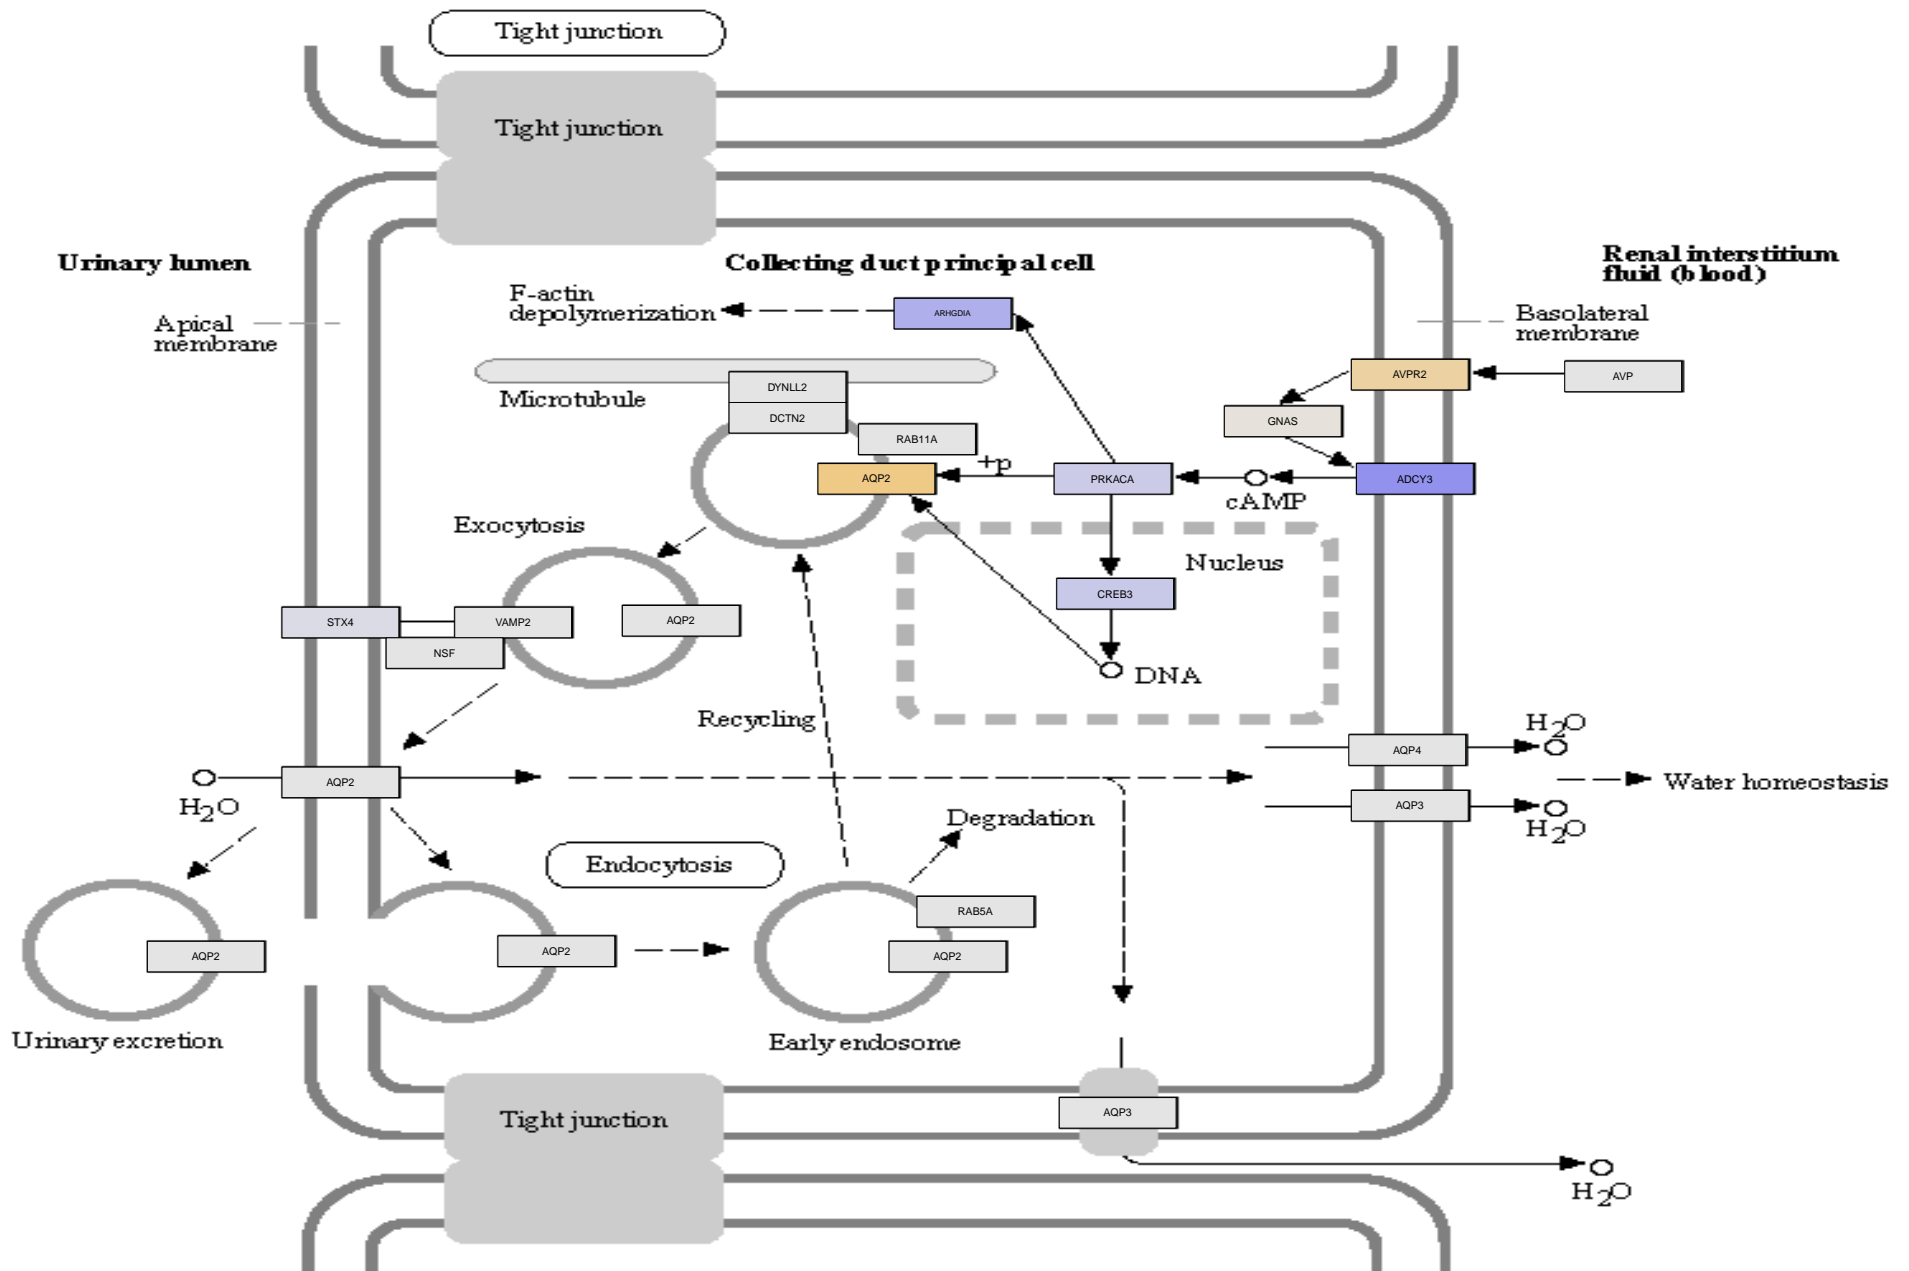 Tight junction
Tight junction
Urinary lumen
Collecting duct principal cell
Renal interstitium
fluid (blood)
F-actin
depolymerization
ARHGDIA
Apical
membrane
Basolateral
membrane
AVPR2
AVP
DYNLL2
Microtubule
DCTN2
GNAS
RAB11A
+p
AQP2
PRKACA
ADCY3
cAMP
Exocytosis
Nucleus
CREB3
STX4
VAMP2
AQP2
NSF
DNA
Recycling
H2O
AQP4
AQP2
Water homeostasis
H2O
AQP3
H2O
Degradation
Endocytosis
RAB5A
AQP2
AQP2
AQP2
Urinary excretion
Early endosome
Tight junction
AQP3
H2O